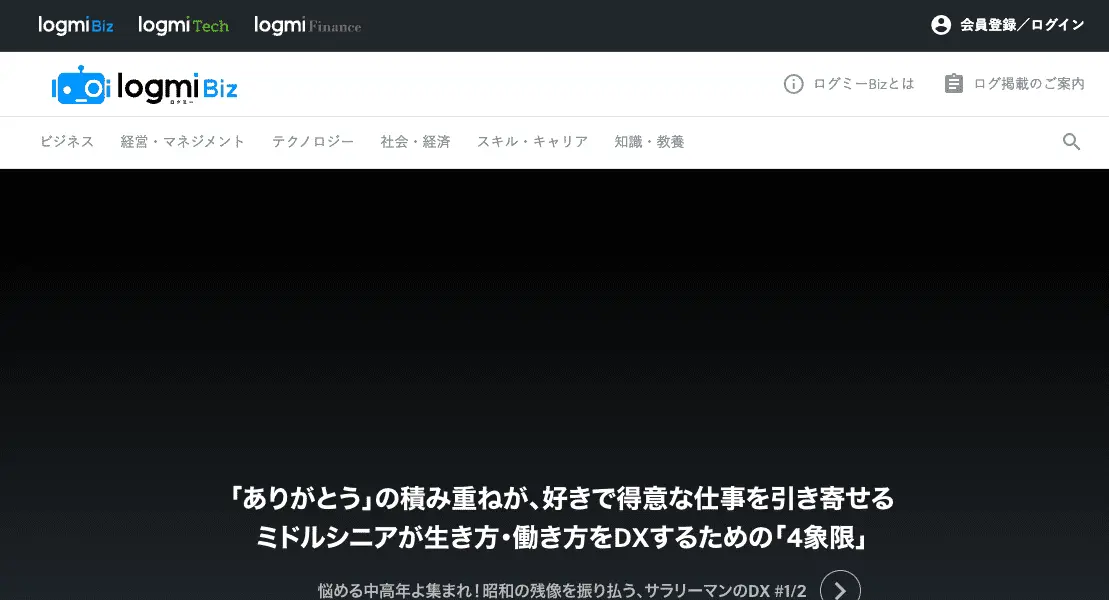 logmi Biz logmi Tech logmi Finance 会員登録／ログイン
logmi Biz
ログミー
ログミーBizとは ログ掲載のご案内
ビジネス 経営・マネジメント テクノロジー 社会・経済 スキル・キャリア 知識・教養
「ありがとう」の積み重ねが、好きで得意な仕事を引き寄せる
ミドルシニアが生き方・働き方をDXするための「4象限」
悩める中高年よ集まれ！昭和の残像を振り払う、サラリーマンのDX #1/2